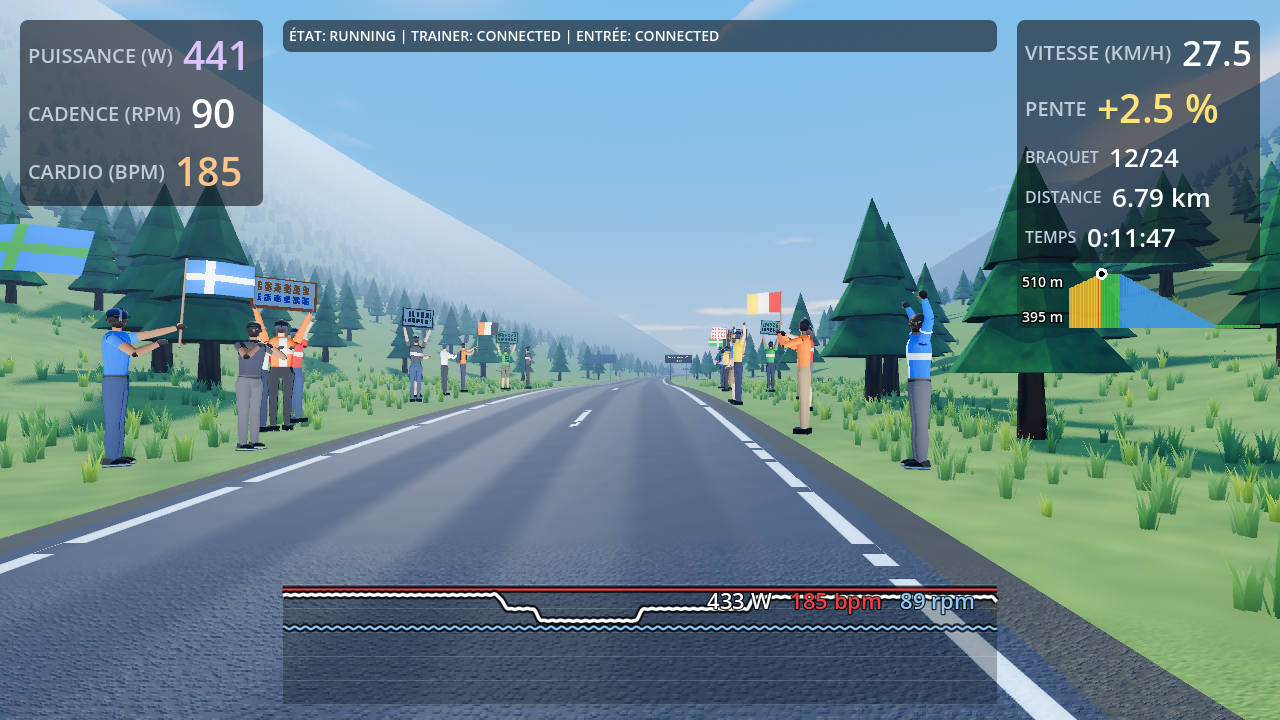 PUISSANCE (W) 441
CADENCE (RPM) 90
CARDIO (BPM) 185
ÉTAT: RUNNING | TRAINER: CONNECTED | ENTRÉE: CONNECTED
VITESSE (KM/H) 27.5
PENTE +2.5 %
BRAQUET 12/24
DISTANCE 6.79 km
TEMPS 0:11:47
510 m
395 m
433 W 185 bpm 89 rpm